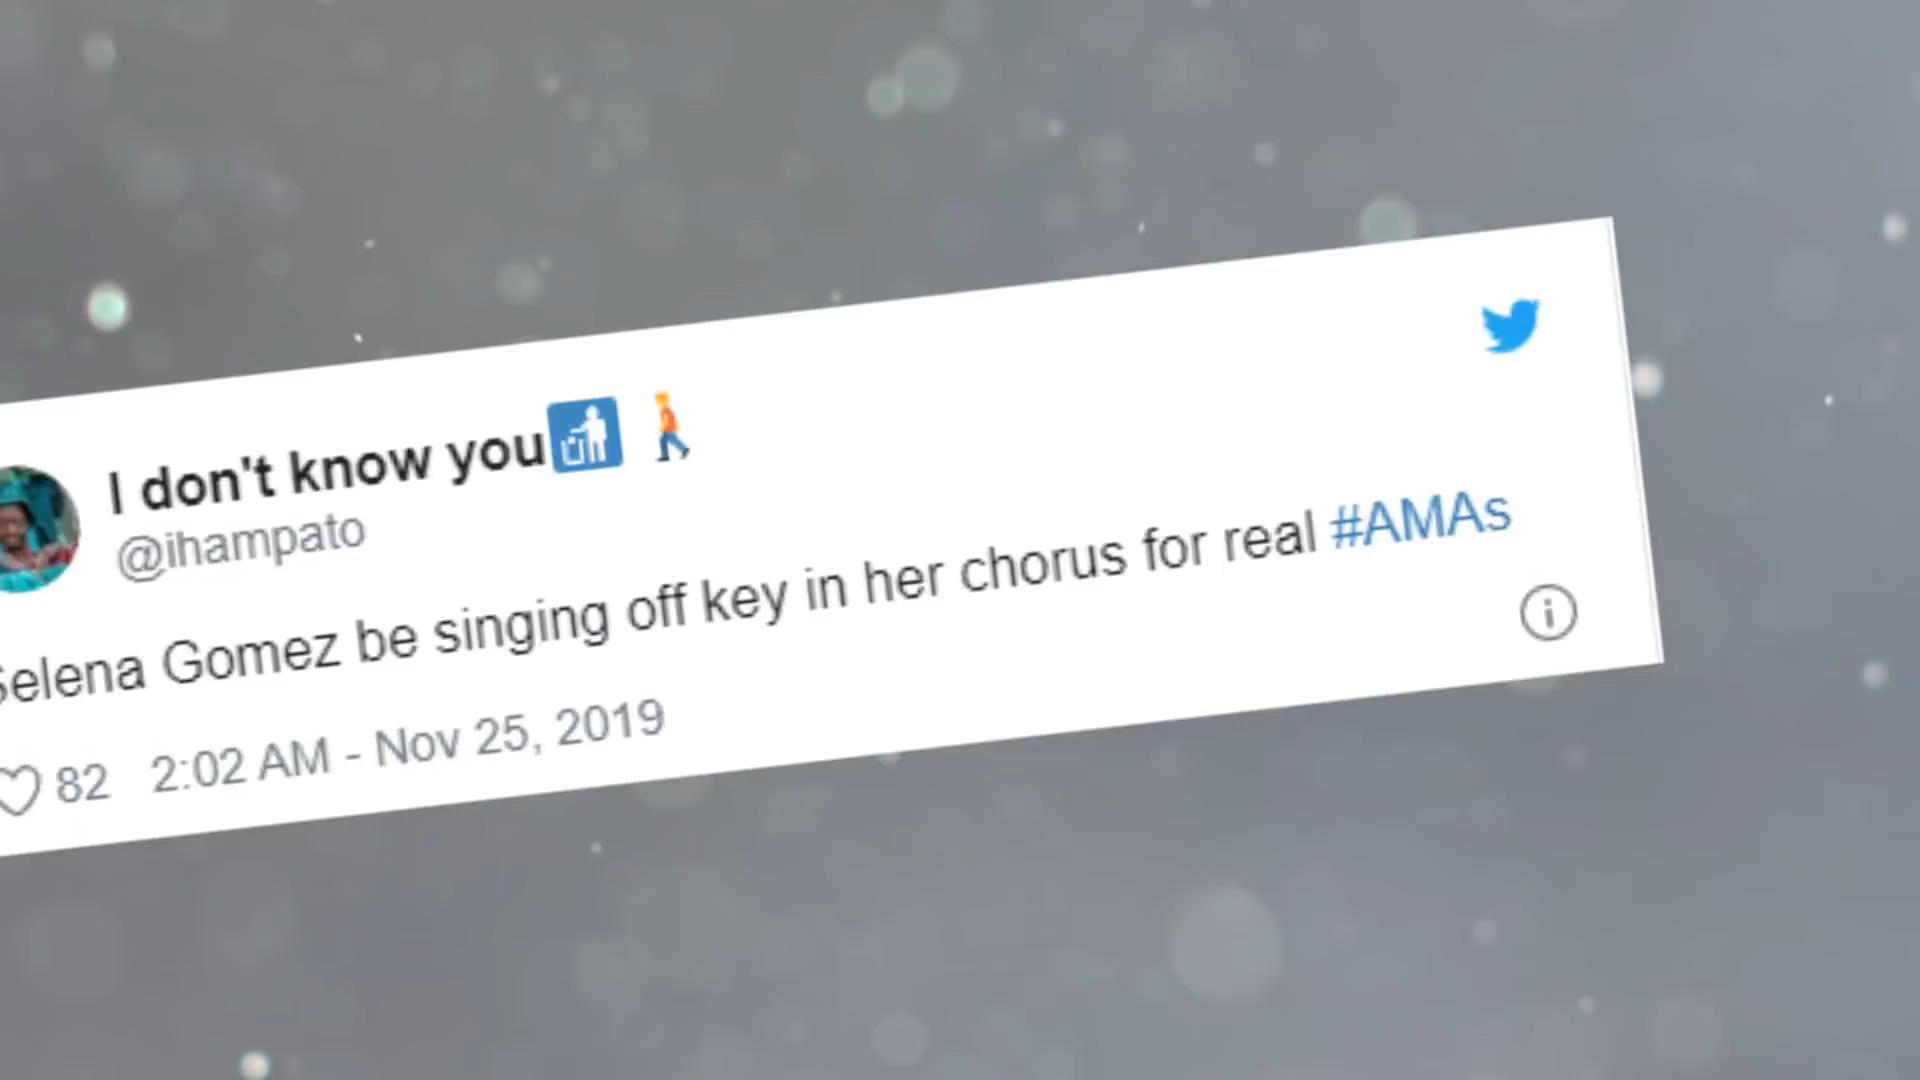 I don't know you🚮 🚶
@ihampato
Selena Gomez be singing off key in her chorus for real #AMAs
82 2:02 AM - Nov 25, 2019